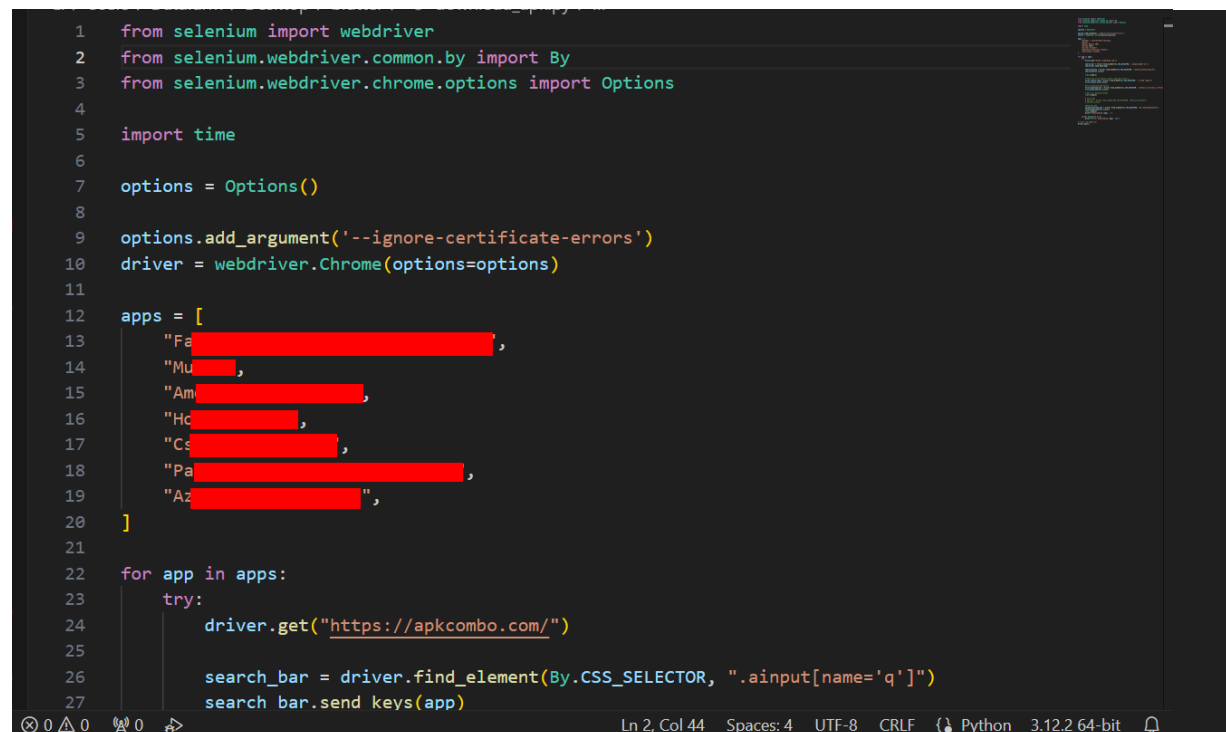 1 from selenium import webdriver
2 from selenium.webdriver.common.by import By
3 from selenium.webdriver.chrome.options import Options
4
5 import time
6
7 options = Options()
8
9 options.add_argument('--ignore-certificate-errors')
10 driver = webdriver.Chrome(options=options)
11
12 apps = [
13 "Fa ",
14 "Mu ,
15 "Am ,
16 "Ho ,
17 "Cs ",
18 "Pa ,
19 "Az ",
20 ]
21
22 for app in apps:
23 try:
24 driver.get("https://apkcombo.com/")
25
26 search_bar = driver.find_element(By.CSS_SELECTOR, ".ainput[name='q']")
27 search_bar.send_keys(app)
0 0 0 Ln 2, Col 44 Spaces: 4 UTF-8 CRLF Python 3.12.2 64-bit